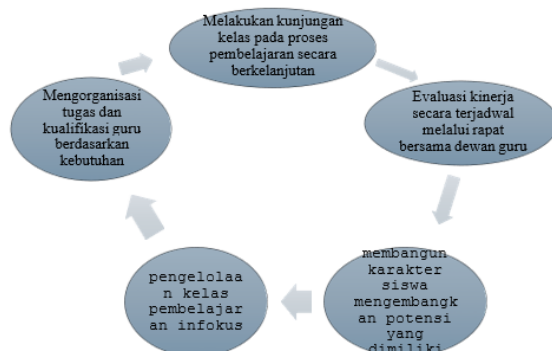 Melakukan kunjungan
kelas pada proses
pembelajaran secara
berkelanjutan
Evaluasi kinerja
secara terjadwal
melalui rapat
bersama dewan guru
membangun
karakter
siswa
mengembangk
an potensi
yang
dimiliki
pengelolaa
n kelas
pembelajar
an infokus
Mengorganisasi
tugas dan
kualifikasi guru
berdasarkan
kebutuhan